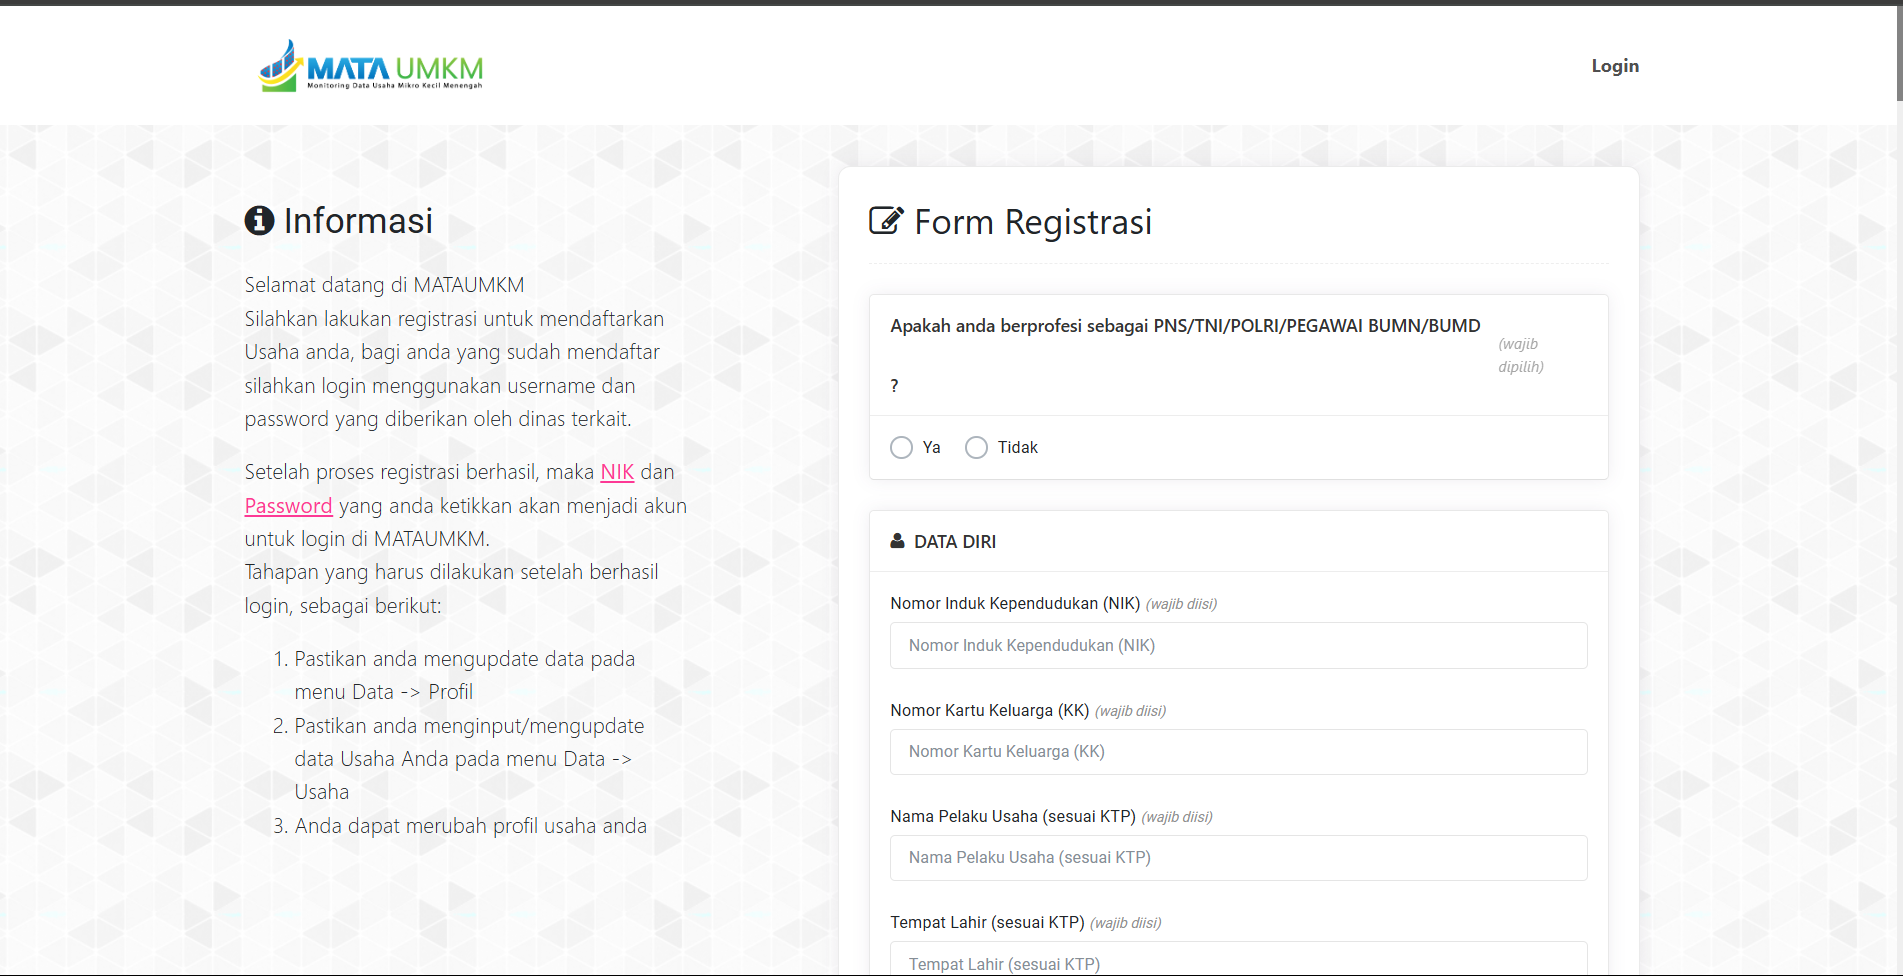 MATA UMKM
Monitoring Data Usaha Mikro Kecil Menengah
Login
Informasi
Selamat datang di MATAUMKM
Silahkan lakukan registrasi untuk mendaftarkan
Usaha anda, bagi anda yang sudah mendaftar
silahkan login menggunakan username dan
password yang diberikan oleh dinas terkait.
Setelah proses registrasi berhasil, maka NIK dan
Password yang anda ketikkan akan menjadi akun
untuk login di MATAUMKM.
Tahapan yang harus dilakukan setelah berhasil
login, sebagai berikut:
1. Pastikan anda mengupdate data pada
menu Data -> Profil
2. Pastikan anda menginput/mengupdate
data Usaha Anda pada menu Data ->
Usaha
3. Anda dapat merubah profil usaha anda
Form Registrasi
Apakah anda berprofesi sebagai PNS/TNI/POLRI/PEGAWAI BUMN/BUMD
?
(wajib
dipilih)
Ya
Tidak
DATA DIRI
Nomor Induk Kependudukan (NIK) (wajib diisi)
Nomor Induk Kependudukan (NIK)
Nomor Kartu Keluarga (KK) (wajib diisi)
Nomor Kartu Keluarga (KK)
Nama Pelaku Usaha (sesuai KTP) (wajib diisi)
Nama Pelaku Usaha (sesuai KTP)
Tempat Lahir (sesuai KTP) (wajib diisi)
Tempat Lahir (sesuai KTP)